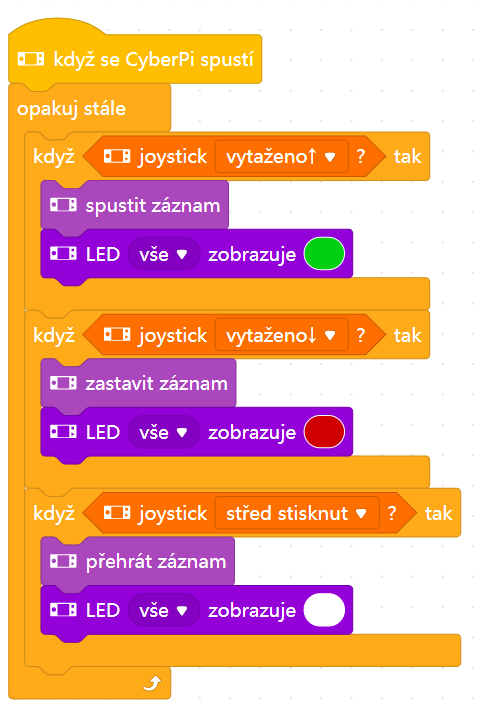 když se CyberPi spustí
opakuj stále
když joystick vytaženo↑ ? tak
spustit záznam
LED vše zobrazuje
když joystick vytaženo↓ ? tak
zastavit záznam
LED vše zobrazuje
když joystick střed stisknut ? tak
přehrát záznam
LED vše zobrazuje